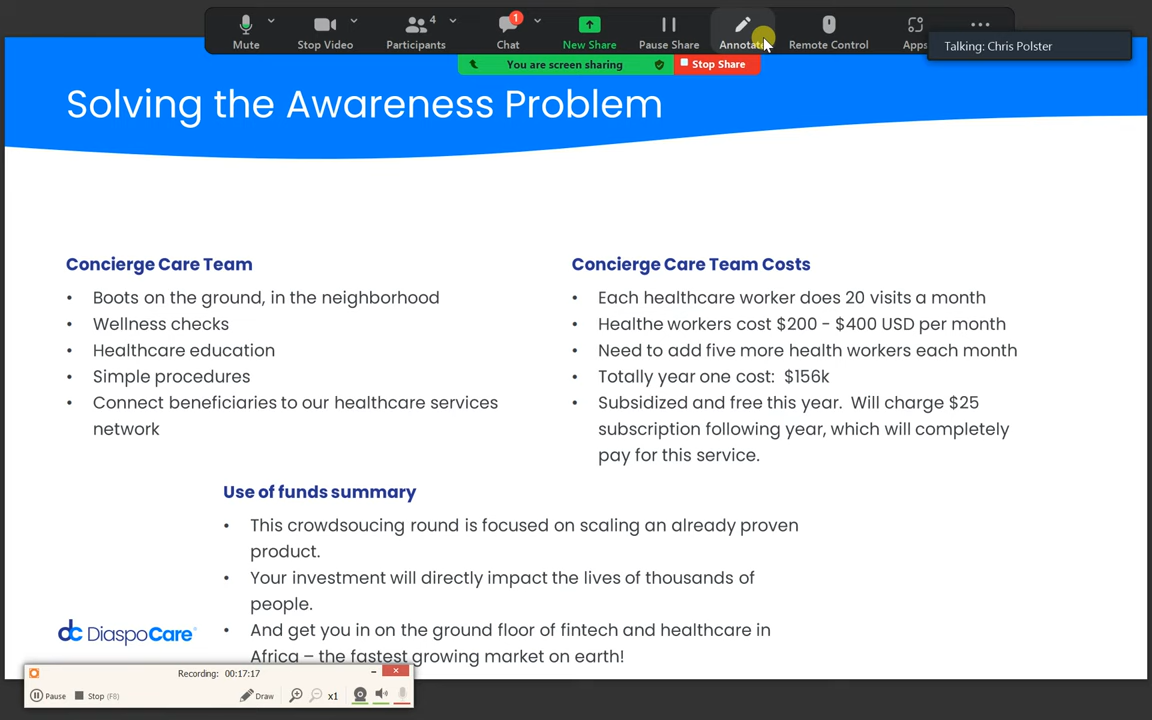 4
1
Mute
Stop Video
Participants
Chat
New Share
Pause Share
Annotate
Remote Control
Apps
Talking: Chris Polster
You are screen sharing
Stop Share
Solving the Awareness Problem
Concierge Care Team
• Boots on the ground, in the neighborhood
• Wellness checks
• Healthcare education
• Simple procedures
• Connect beneficiaries to our healthcare services
network
Concierge Care Team Costs
• Each healthcare worker does 20 visits a month
• Healthe workers cost $200 - $400 USD per month
• Need to add five more health workers each month
• Totally year one cost: $156k
• Subsidized and free this year. Will charge $25
subscription following year, which will completely
pay for this service.
Use of funds summary
• This crowdsoucing round is focused on scaling an already proven
product.
• Your investment will directly impact the lives of thousands of
people.
• And get you in on the ground floor of fintech and healthcare in
Africa – the fastest growing market on earth!
dc DiaspoCare
Recording: 00:17:17
Pause
Stop (F8)
Draw
x1